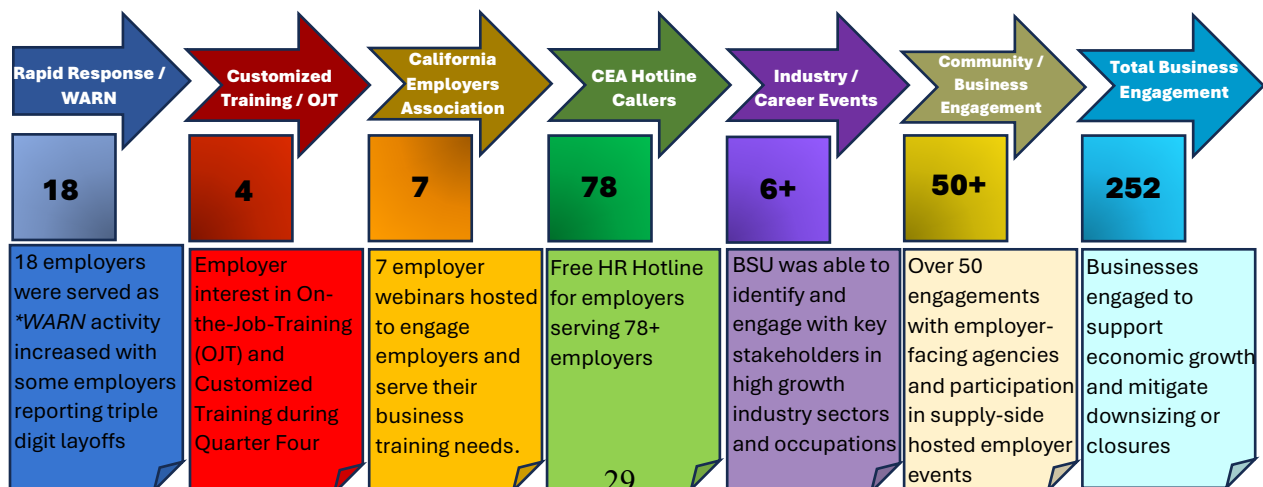 Rapid Response /
WARN
Customized
Training / OJT
California
Employers
Association
CEA Hotline
Callers
Industry /
Career Events
Community /
Business
Engagement
Total Business
Engagement
18
4
7
78
6+
50+
252
18 employers
were served as
*WARN activity
increased with
some employers
reporting triple
digit layoffs
Employer
interest in On-
the-Job-Training
(OJT) and
Customized
Training during
Quarter Four
7 employer
webinars hosted
to engage
employers and
serve their
business
training needs.
Free HR Hotline
for employers
serving 78+
employers
BSU was able to
identify and
engage with key
stakeholders in
high growth
industry sectors
and occupations
Over 50
engagements
with employer-
facing agencies
and participation
in supply-side
hosted employer
events
Businesses
engaged to
support
economic growth
and mitigate
downsizing or
closures
29